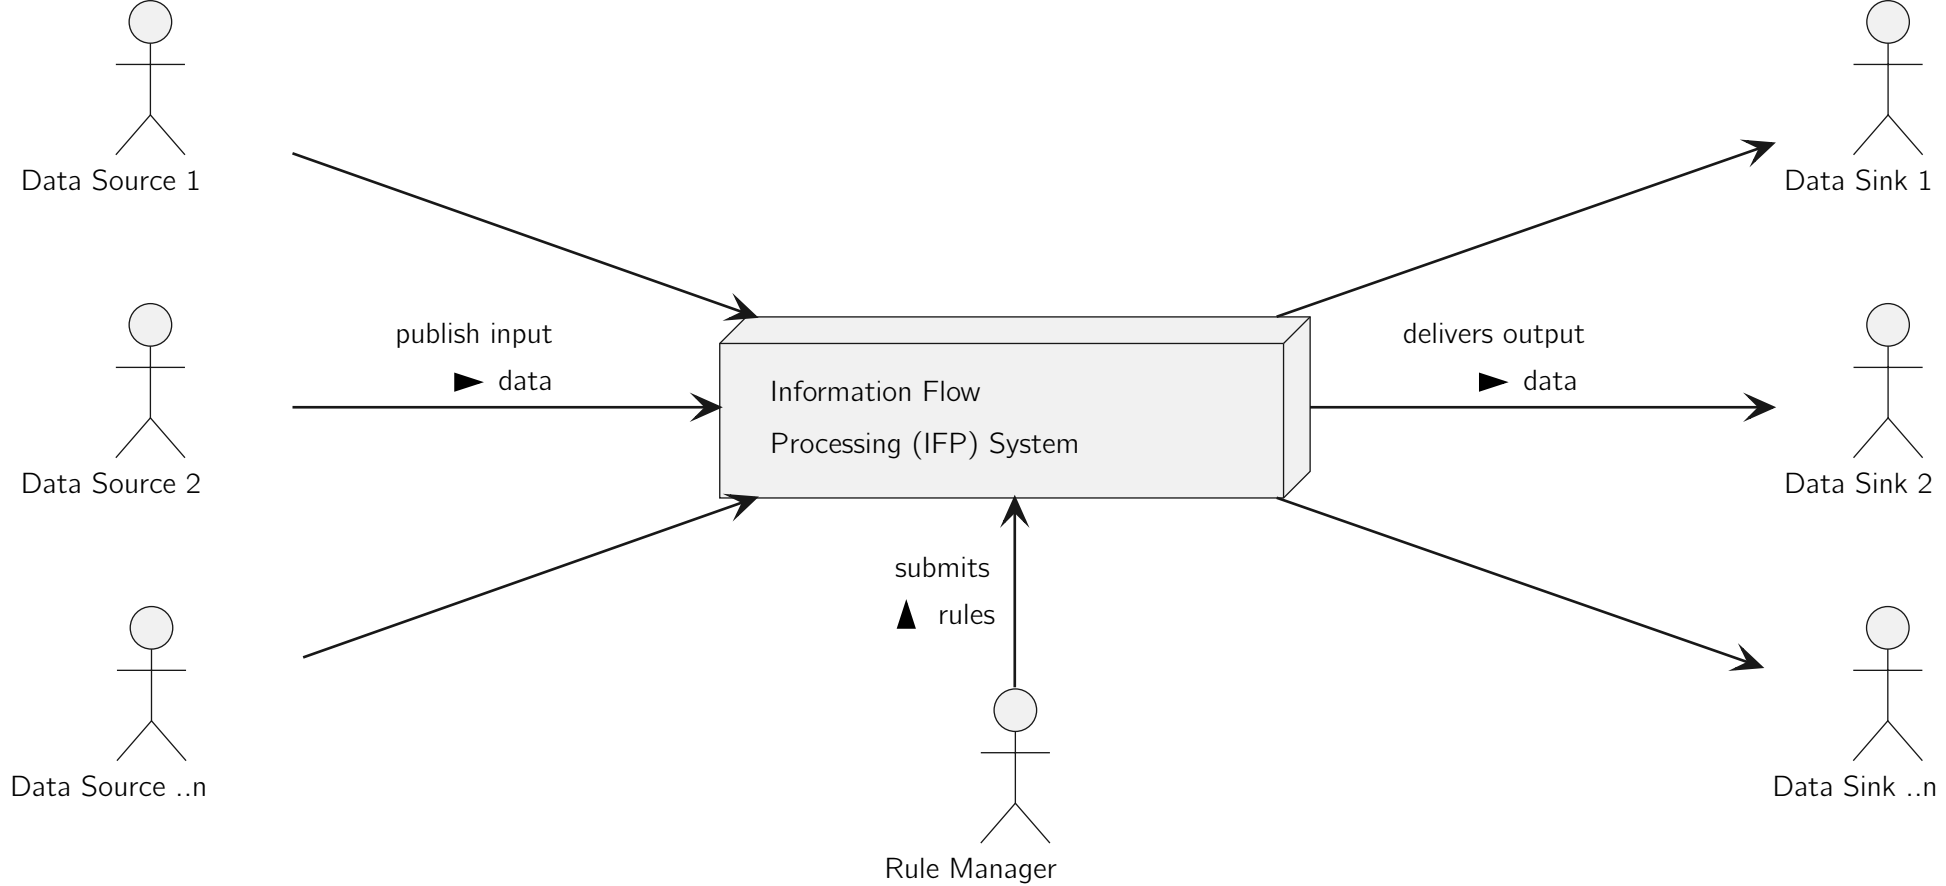 Data Source 1
Data Sink 1
publish input
data
delivers output
data
Information Flow
Processing (IFP) System
Data Source 2
Data Sink 2
submits
rules
Data Source ..n
Data Sink ..n
Rule Manager